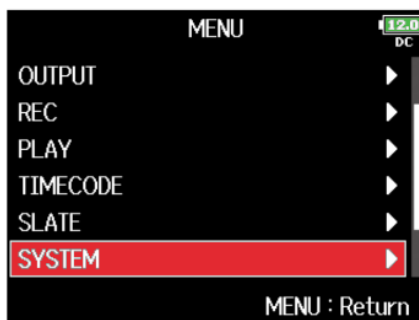 MENU
12.0
DC
OUTPUT
REC
PLAY
TIMECODE
SLATE
SYSTEM
MENU : Return